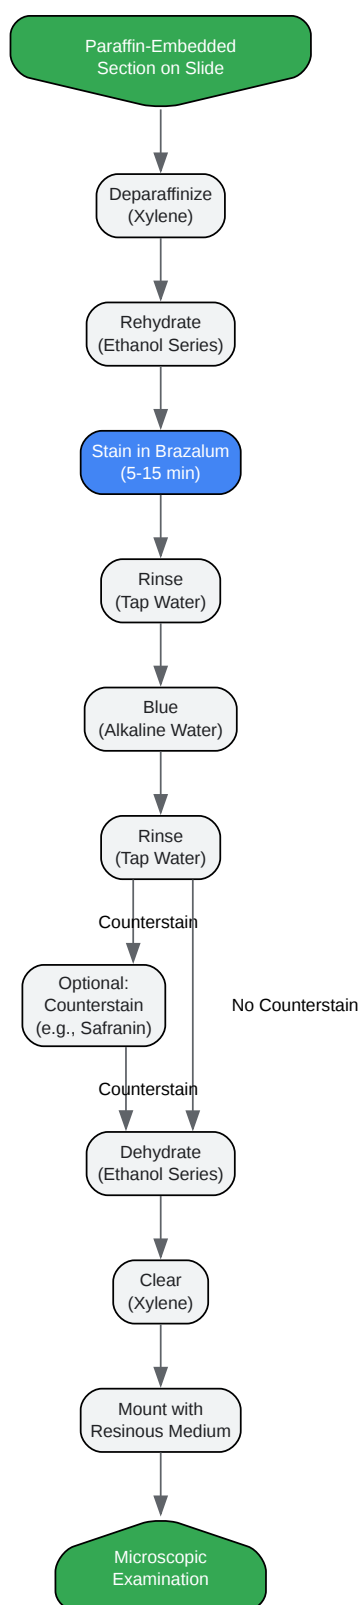 Paraffin-Embedded
Section on Slide
Deparaffinize
(Xylene)
Rehydrate
(Ethanol Series)
Stain in Brazalum
(5-15 min)
Rinse
(Tap Water)
Blue
(Alkaline Water)
Rinse
(Tap Water)
Counterstain
Optional:
Counterstain
(e.g., Safranin)
No Counterstain
Counterstain
Dehydrate
(Ethanol Series)
Clear
(Xylene)
Mount with
Resinous Medium
Microscopic
Examination